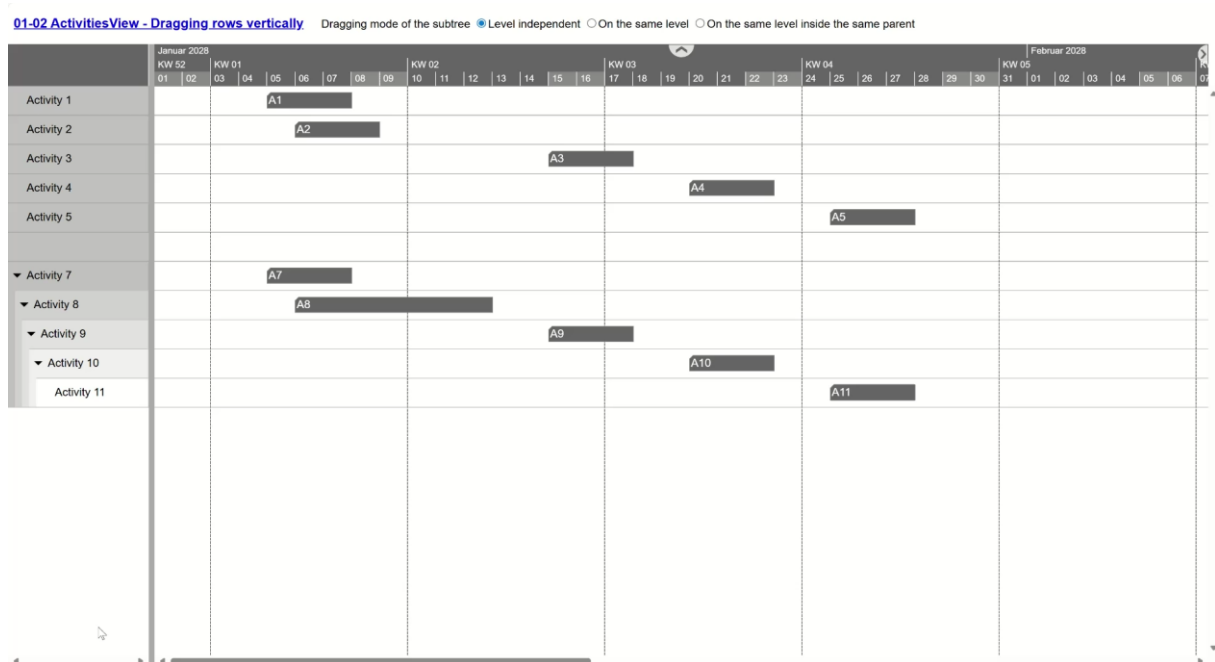 01-02 ActivitiesView - Dragging rows vertically Dragging mode of the subtree Level independent On the same level On the same level inside the same parent
Januar 2028 Februar 2028
KW 52 KW 01 KW 02 KW 03 KW 04 KW 05
01 02 03 04 05 06 07 08 09 10 11 12 13 14 15 16 17 18 19 20 21 22 23 24 25 26 27 28 29 30 31 01 02 03 04 05 06 07
Activity 1 A1
Activity 2 A2
Activity 3 A3
Activity 4 A4
Activity 5 A5
Activity 7 A7
Activity 8 A8
Activity 9 A9
Activity 10 A10
Activity 11 A11